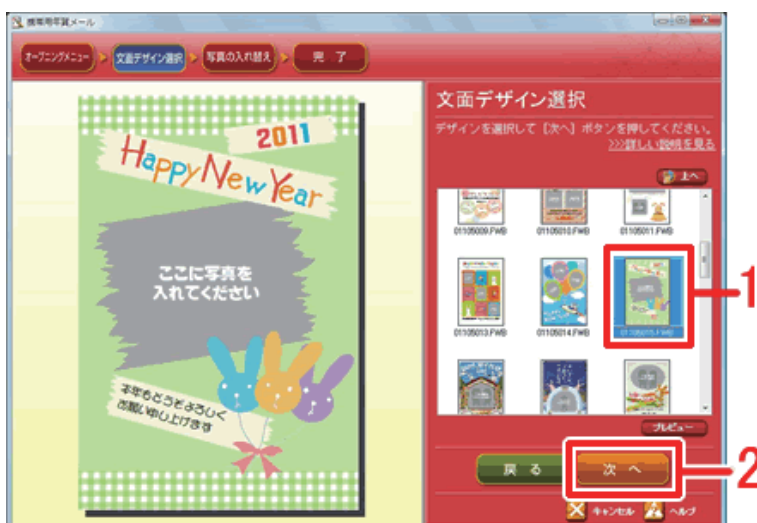 携帯用年賀メール
オープニングメニュー
文面デザイン選択
写真の入れ替え
完 了
2011
Happy New Year
ここに写真を
入れてください
本年もどうぞよろしく
お願い申し上げます
文面デザイン選択
デザインを選択して［次へ］ボタンを押してください。
>>>詳しい説明を見る
上へ
01105009.FWB
01105010.FWB
01105011.FWB
01105013.FWB
01105014.FWB
01105015.FWB
1
プレビュー
戻 る
次 へ
2
キャンセル
ヘルプ